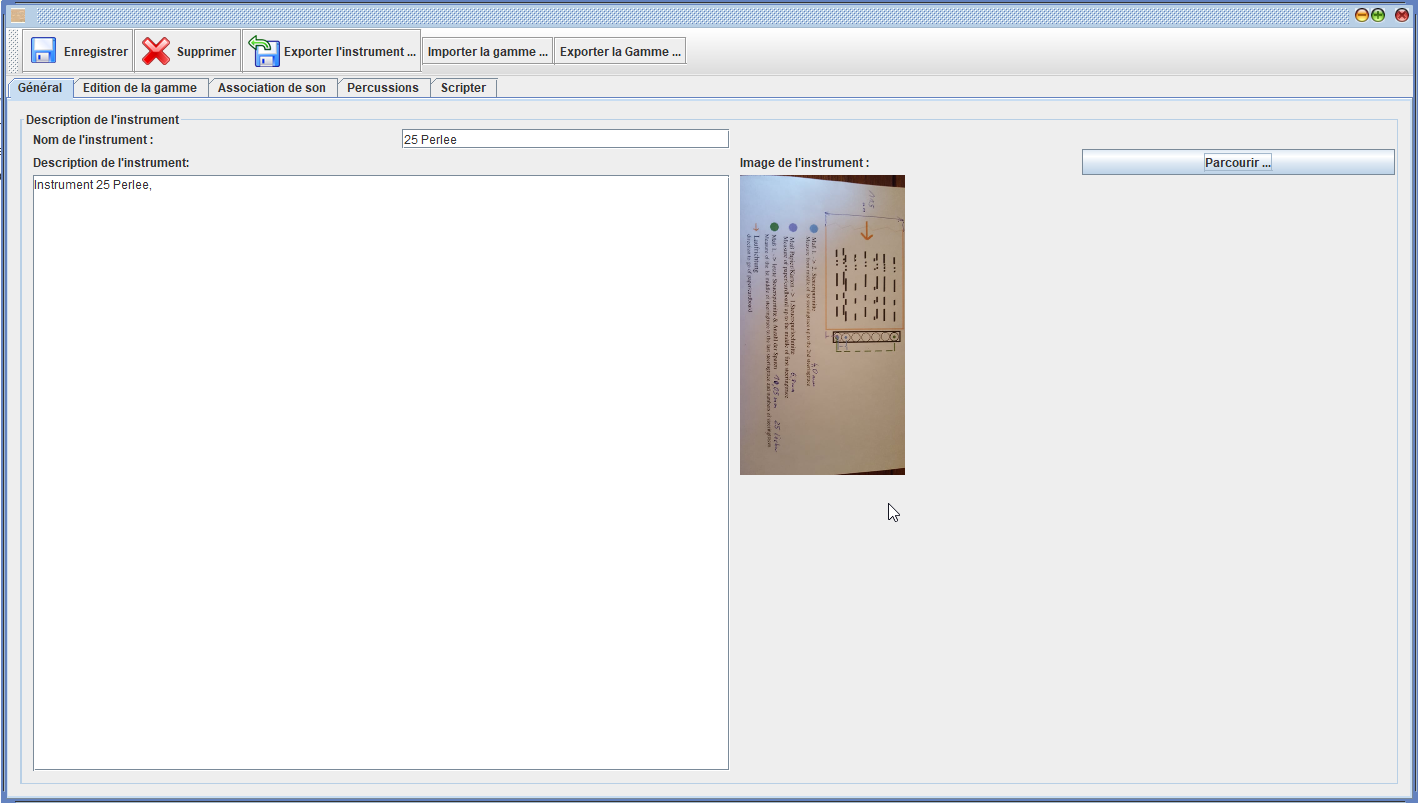 Enregistrer
Supprimer
Exporter l'instrument ...
Importer la gamme ...
Exporter la Gamme ...
Général
Edition de la gamme
Association de son
Percussions
Scripter
Description de l'instrument
Nom de l'instrument :
25 Perlee
Description de l'instrument:
Image de l'instrument :
Parcourir ...
Instrument 25 Perlee,
Laufrichtung